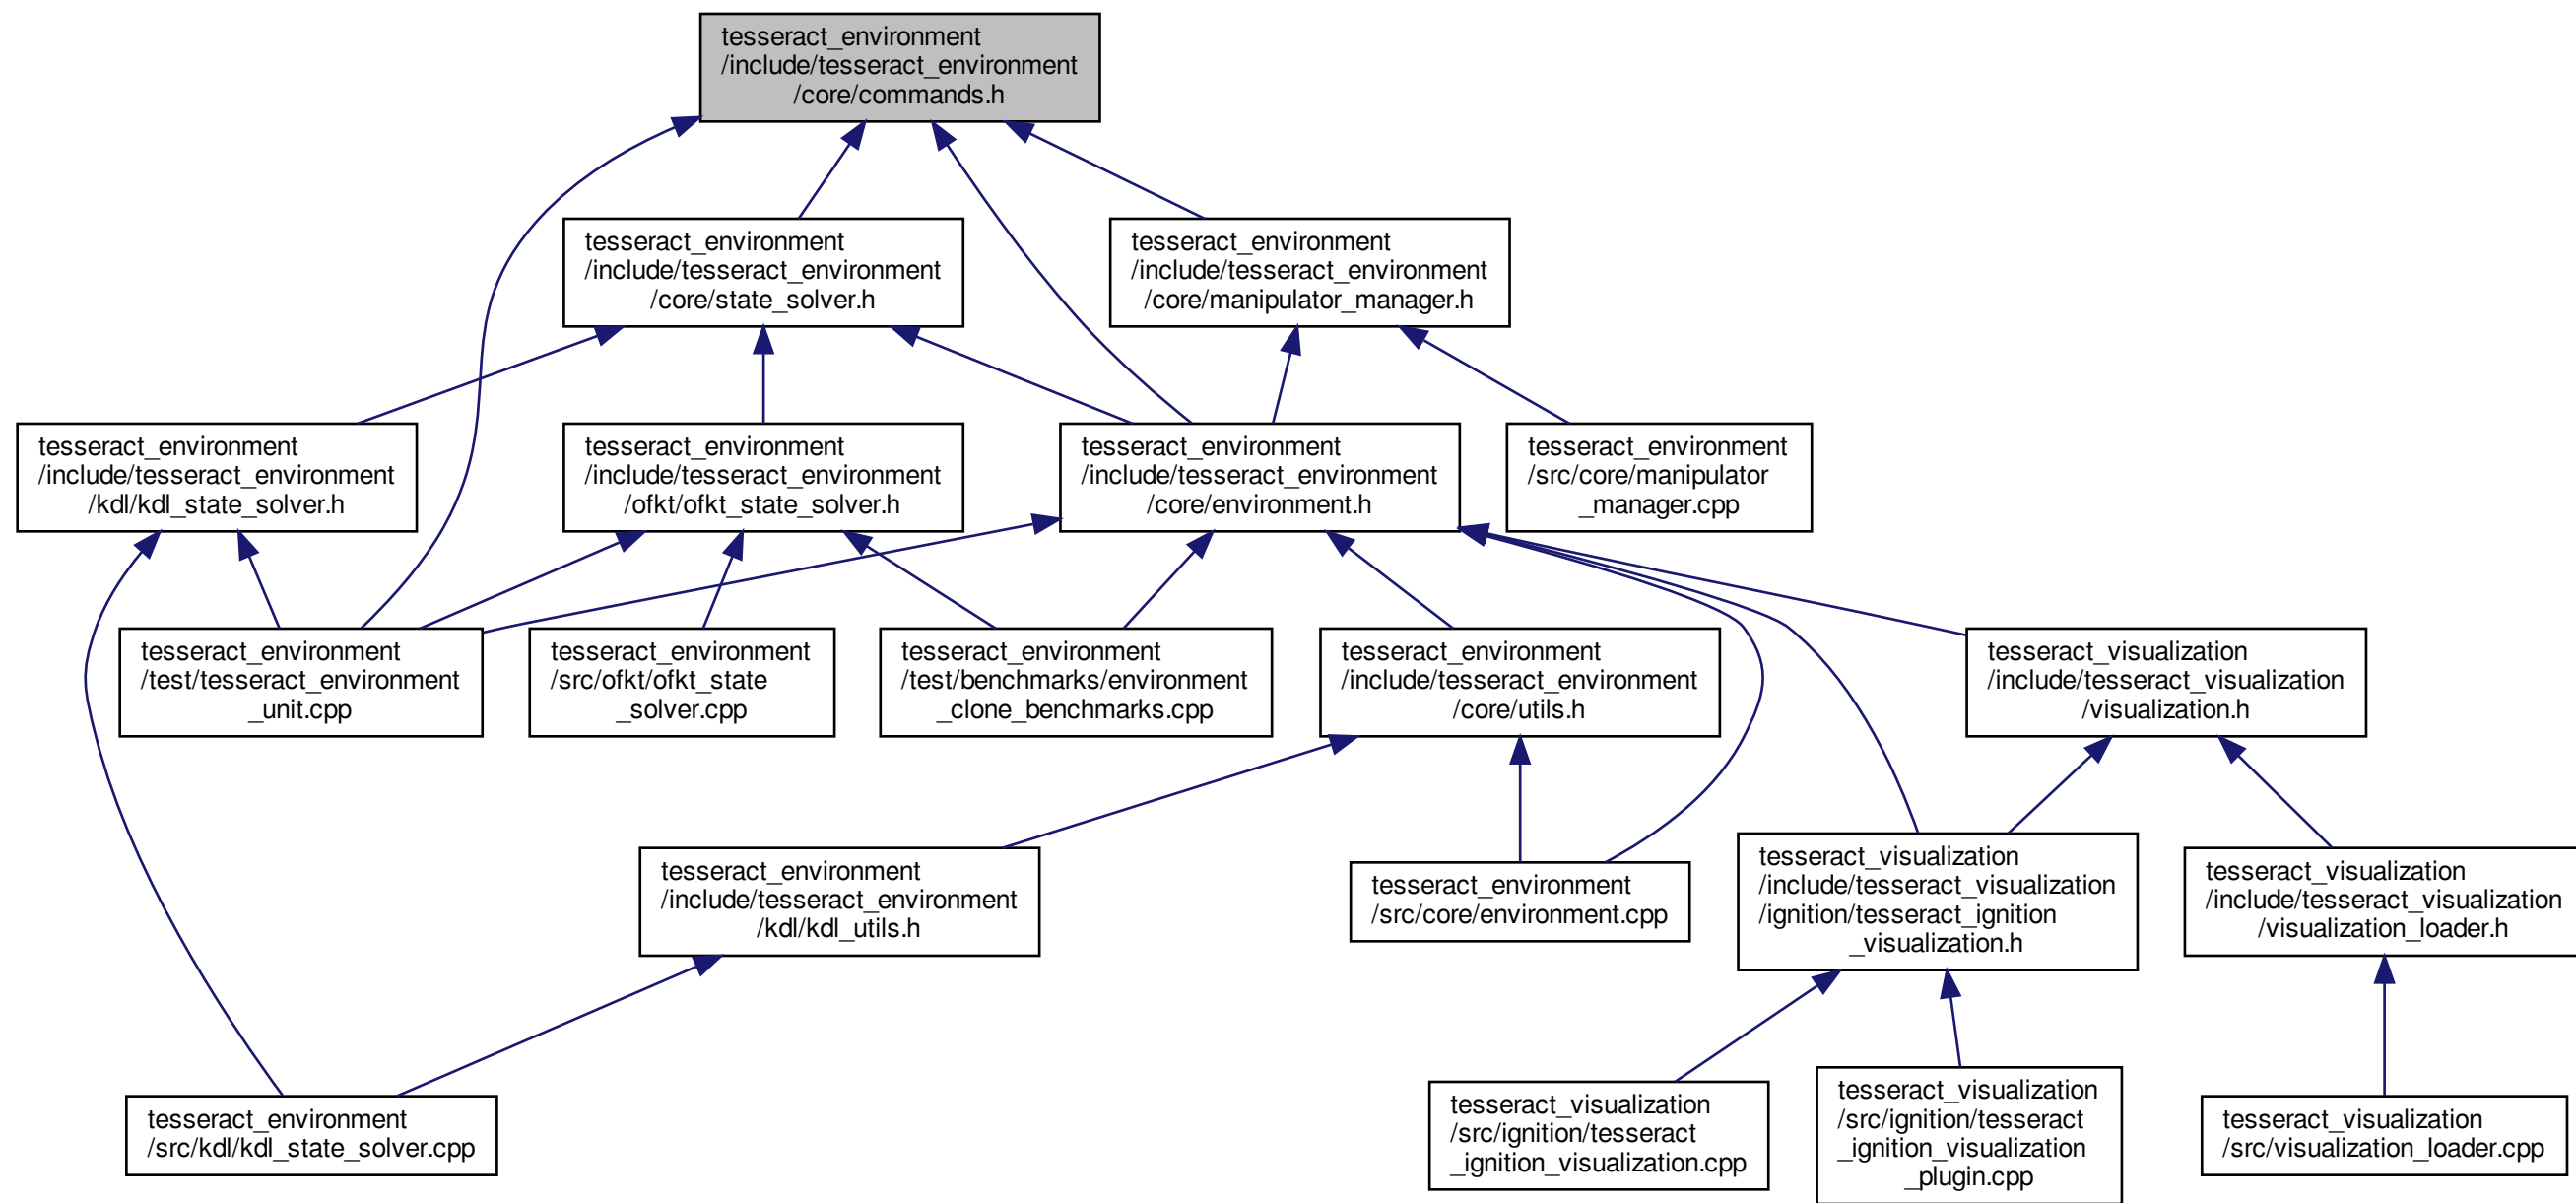 tesseract_environment
/include/tesseract_environment
/core/commands.h
tesseract_environment
/include/tesseract_environment
/core/state_solver.h
tesseract_environment
/include/tesseract_environment
/core/manipulator_manager.h
tesseract_environment
/include/tesseract_environment
/kdl/kdl_state_solver.h
tesseract_environment
/include/tesseract_environment
/ofkt/ofkt_state_solver.h
tesseract_environment
/include/tesseract_environment
/core/environment.h
tesseract_environment
/src/core/manipulator
_manager.cpp
tesseract_environment
/test/tesseract_environment
_unit.cpp
tesseract_environment
/src/ofkt/ofkt_state
_solver.cpp
tesseract_environment
/test/benchmarks/environment
_clone_benchmarks.cpp
tesseract_environment
/include/tesseract_environment
/core/utils.h
tesseract_visualization
/include/tesseract_visualization
/visualization.h
tesseract_environment
/include/tesseract_environment
/kdl/kdl_utils.h
tesseract_environment
/src/core/environment.cpp
tesseract_visualization
/include/tesseract_visualization
/ignition/tesseract_ignition
_visualization.h
tesseract_visualization
/include/tesseract_visualization
/visualization_loader.h
tesseract_environment
/src/kdl/kdl_state_solver.cpp
tesseract_visualization
/src/ignition/tesseract
_ignition_visualization.cpp
tesseract_visualization
/src/ignition/tesseract
_ignition_visualization
_plugin.cpp
tesseract_visualization
/src/visualization_loader.cpp